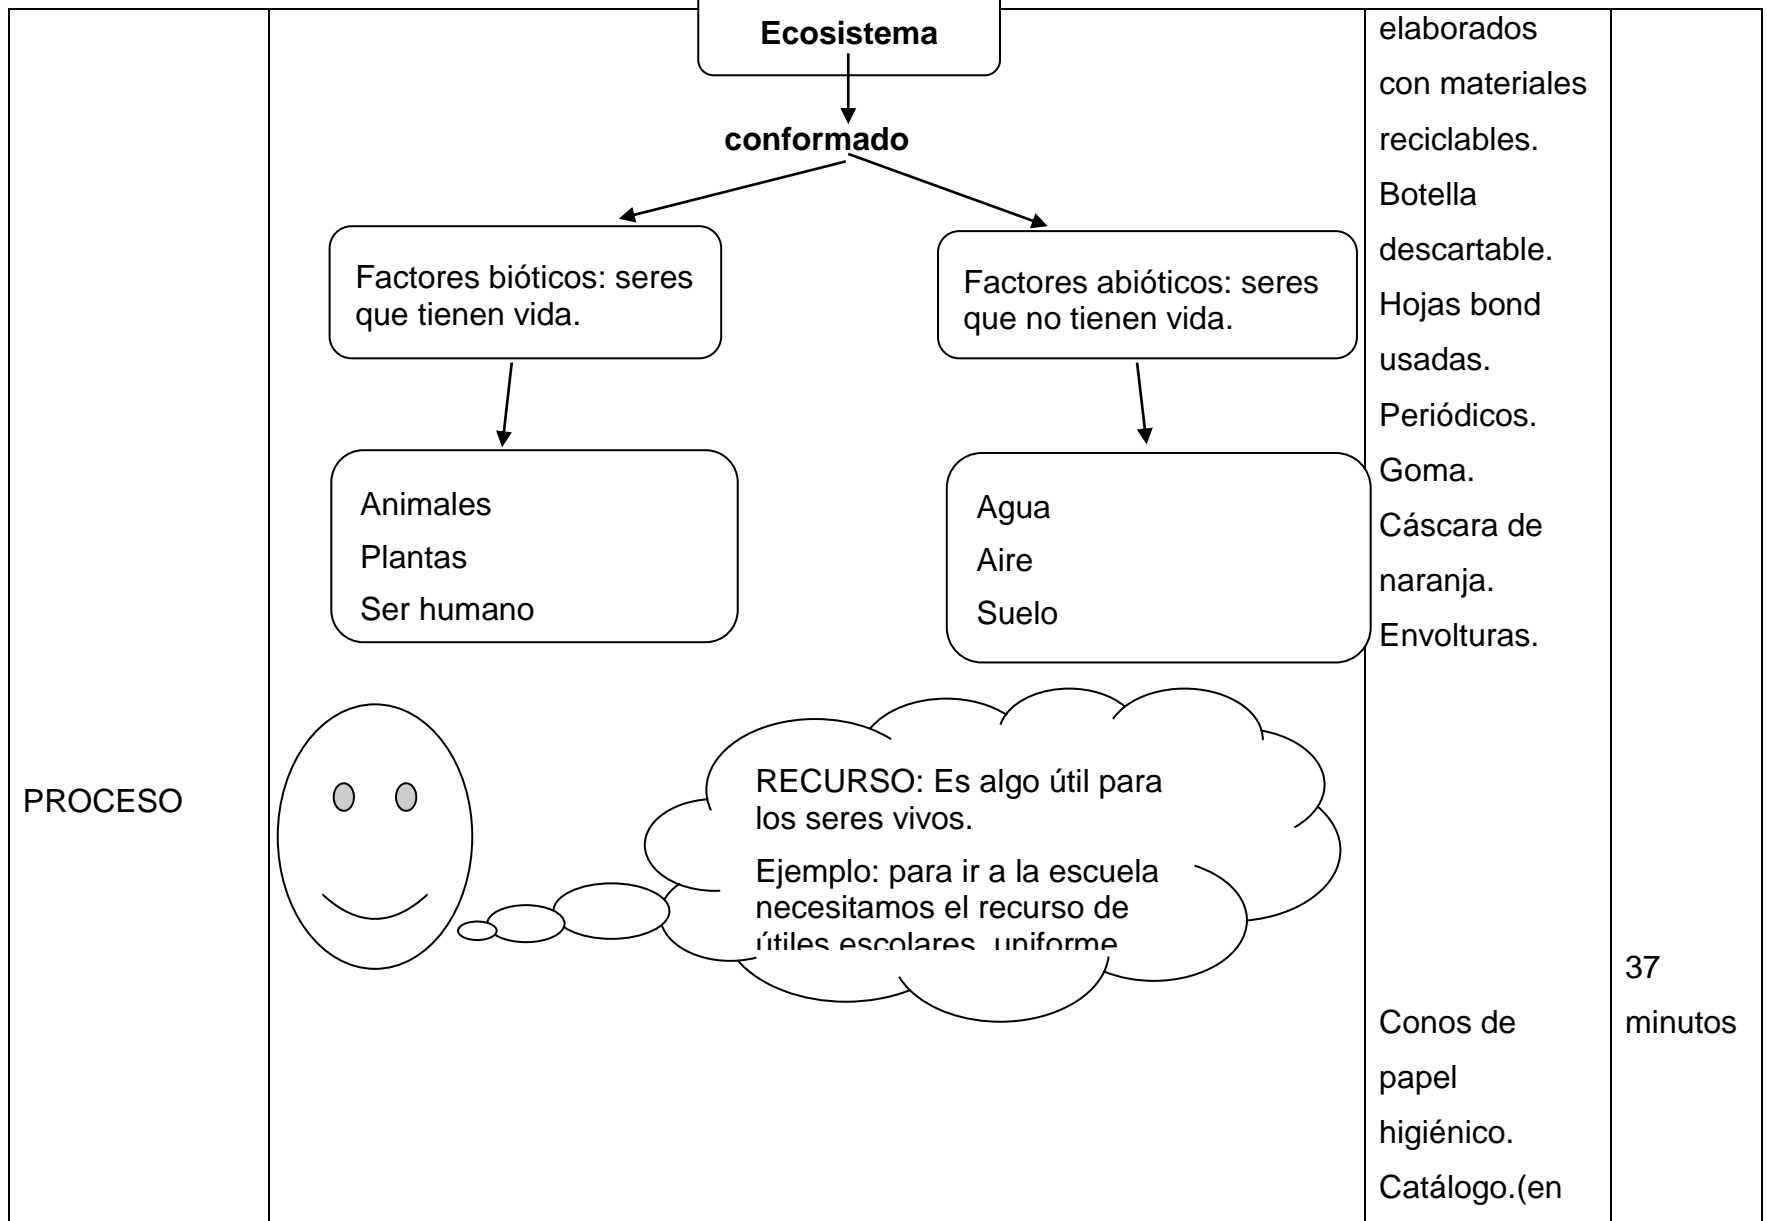 PROCESO
Ecosistema
conformado
Factores bióticos: seres
que tienen vida.
Factores abióticos: seres
que no tienen vida.
Animales
Plantas
Ser humano
Agua
Aire
Suelo
RECURSO: Es algo útil para
los seres vivos.
Ejemplo: para ir a la escuela
necesitamos el recurso de
útiles escolares, uniforme
elaborados
con materiales
reciclables.
Botella
descartable.
Hojas bond
usadas.
Periódicos.
Goma.
Cáscara de
naranja.
Envolturas.
Conos de
papel
higiénico.
Catálogo.(en
37
minutos